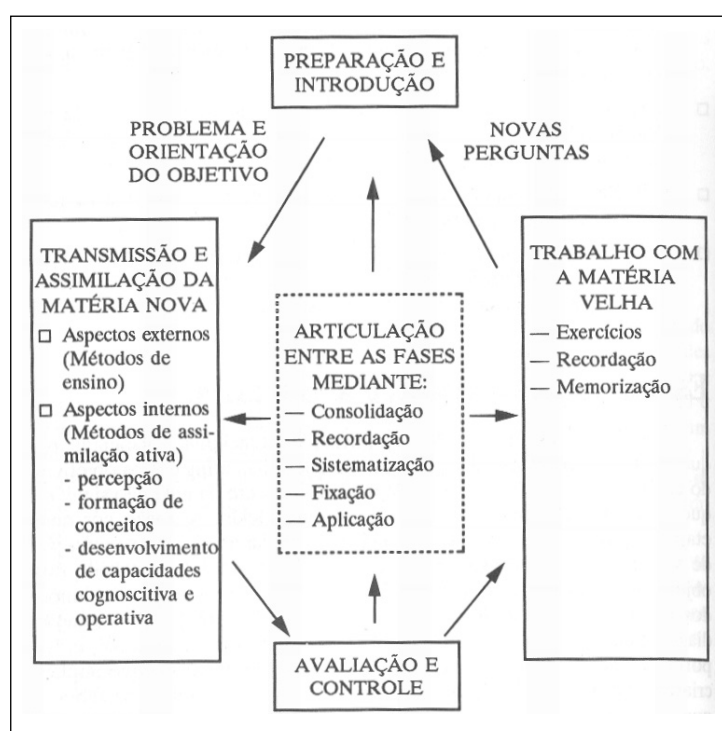 PREPARAÇÃO E
INTRODUÇÃO
PROBLEMA E
ORIENTAÇÃO
DO OBJETIVO
NOVAS
PERGUNTAS
TRANSMISSÃO E
ASSIMILAÇÃO DA
MATÉRIA NOVA
□ Aspectos externos
(Métodos de
ensino)
□ Aspectos internos
(Métodos de assi-
milação ativa)
- percepção
- formação de
conceitos
- desenvolvimento
de capacidades
cognoscitiva e
operativa
ARTICULAÇÃO
ENTRE AS FASES
MEDIANTE:
— Consolidação
— Recordação
— Sistematização
— Fixação
— Aplicação
TRABALHO COM
A MATÉRIA
VELHA
— Exercícios
— Recordação
— Memorização
AVALIAÇÃO E
CONTROLE